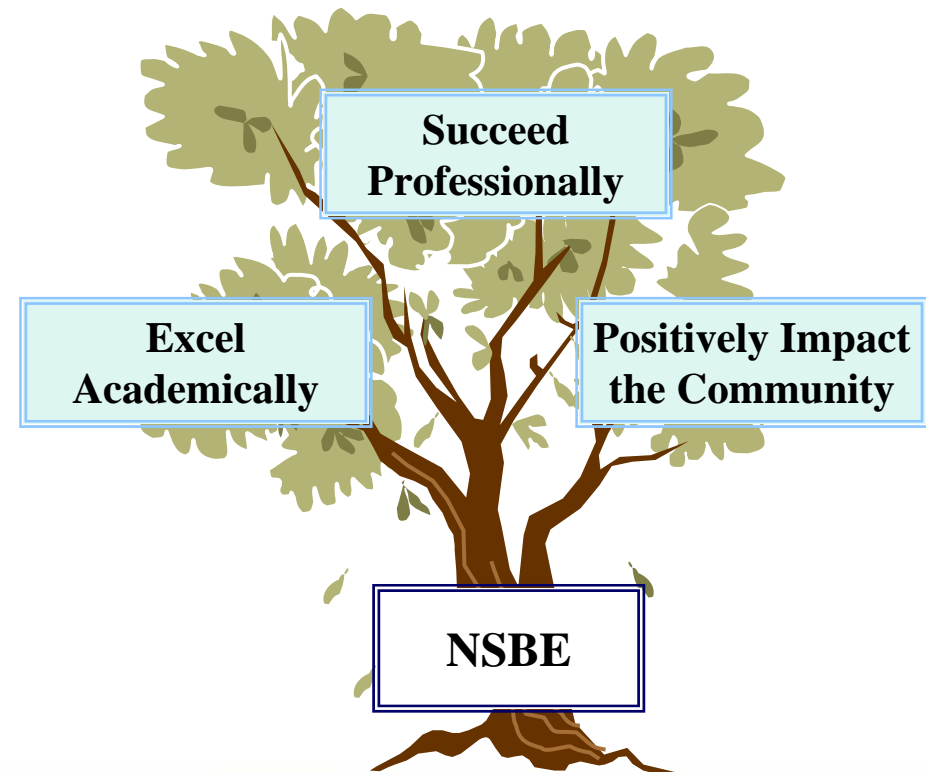 Succeed
Professionally
Excel
Academically
Positively Impact
the Community
NSBE